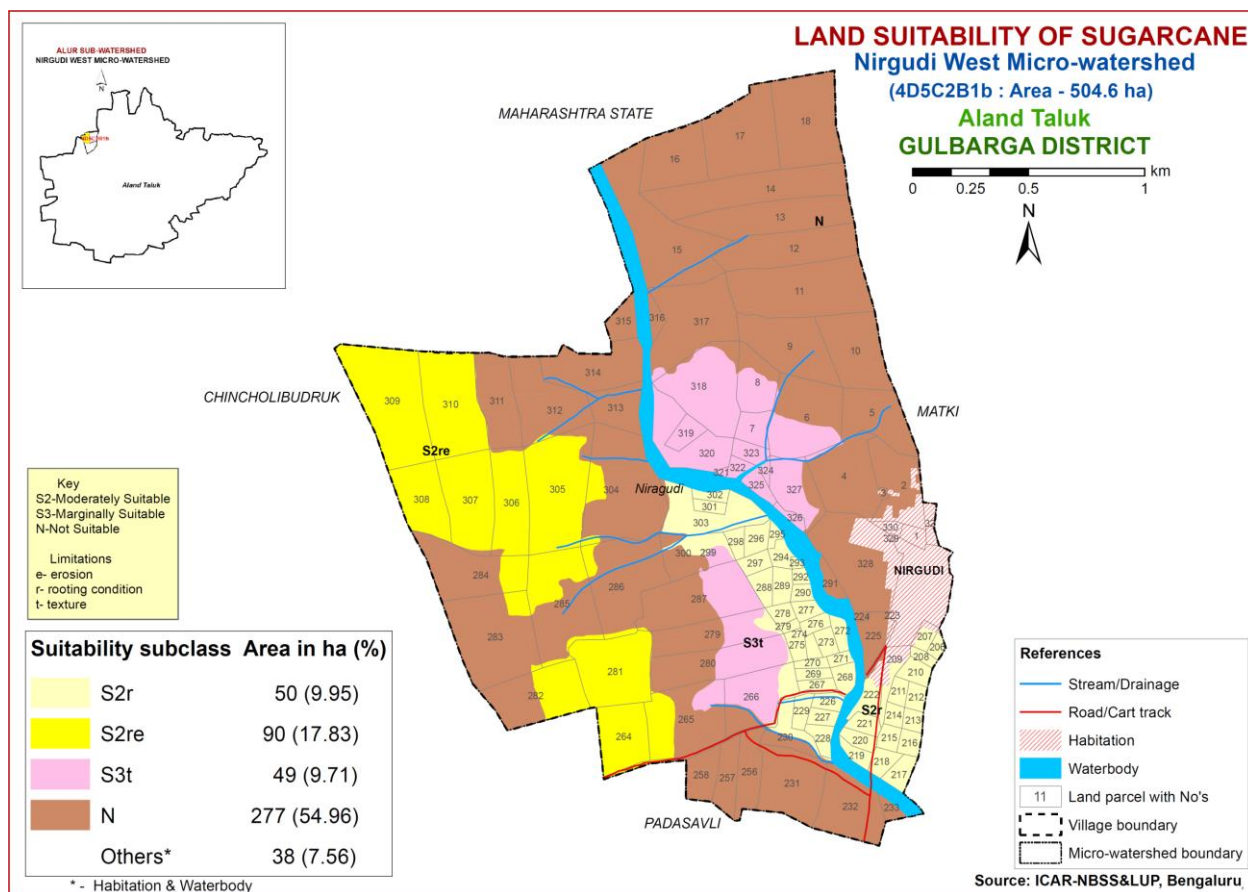 LAND SUITABILITY OF SUGARCANE
Nirgudi West Micro-watershed
(4D5C2B1b : Area - 504.6 ha)
Aland Taluk
GULBARGA DISTRICT
km
0 0.25 0.5 1
N
ALUR SUB-WATERSHED
NIRGUDI WEST MICRO-WATERSHED
N
Aland Taluk
MAHARASHTRA STATE
CHINCHOLIBUDRUK
MATKI
PADASAVLI
18
17
16
14
13
N
12
15
11
315 316 317
9 10
314
318 8
309 310 311 312 313
5
6
7
319
320 323
S2re
322 324
321
4 3 2
308 307 306 305 304
Niragudi 302
325 327
301
326
303
330
329 1
298 296 295
300 299
297 294 293
328
NIRGUDI
284
285 286
288 289 292
290
291
287
278 277
224 223
283
279 276
279
274 273 272
275
225
207
206
S3t
208
280
270 271
209
281
269
268
210
282
266
267
222
211 212
226
S2r
229 227
221
214 213
264
265
230 228
220
215 216
219 218
258 257 256
231
217
232 233
Key
S2-Moderately Suitable
S3-Marginally Suitable
N-Not Suitable
Limitations
e- erosion
r- rooting condition
t- texture
Suitability subclass Area in ha (%)
S2r 50 (9.95)
S2re 90 (17.83)
S3t 49 (9.71)
N 277 (54.96)
Others* 38 (7.56)
* - Habitation & Waterbody
References
Stream/Drainage
Road/Cart track
Habitation
Waterbody
11 Land parcel with No's
Village boundary
Micro-watershed boundary
Source: ICAR-NBSS&LUP, Bengaluru